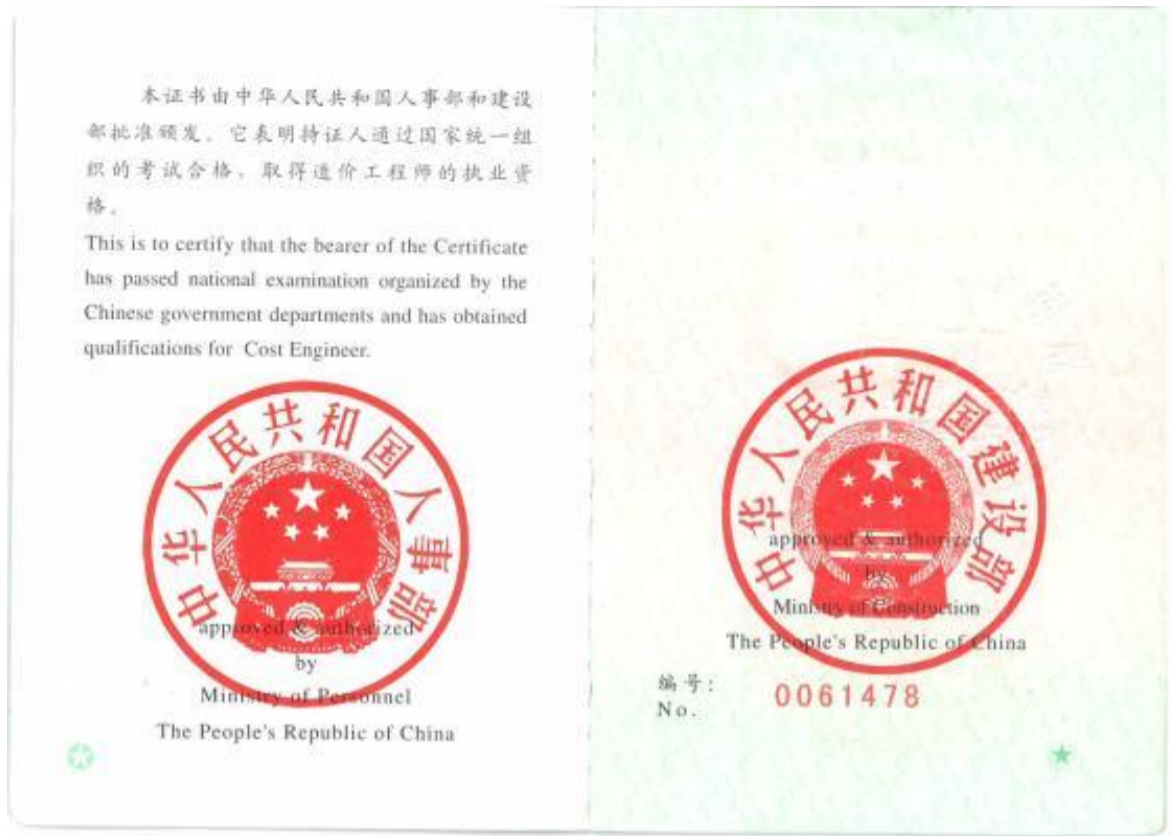 本证书由中华人民共和国人事部和建设
部批准颁发。它表明持证人通过国家统一组
织的考试合格，取得造价工程师的执业资
格。
This is to certify that the bearer of the Certificate
has passed national examination organized by the
Chinese government departments and has obtained
qualifications for Cost Engineer.
中华人民共和国人事部
approved & authorized
by
Ministry of Personnel
The People's Republic of China
中华人民共和国建设部
approved & authorized
by
Ministry of Construction
The People's Republic of China
编号: 0061478
No.